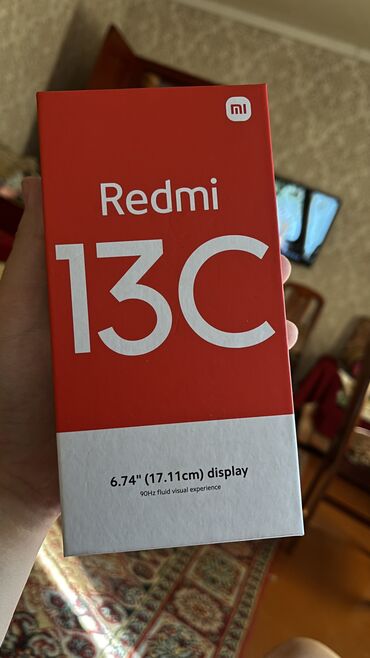 mi
Redmi
13C
6.74" (17.11cm) display
90Hz fluid visual experience